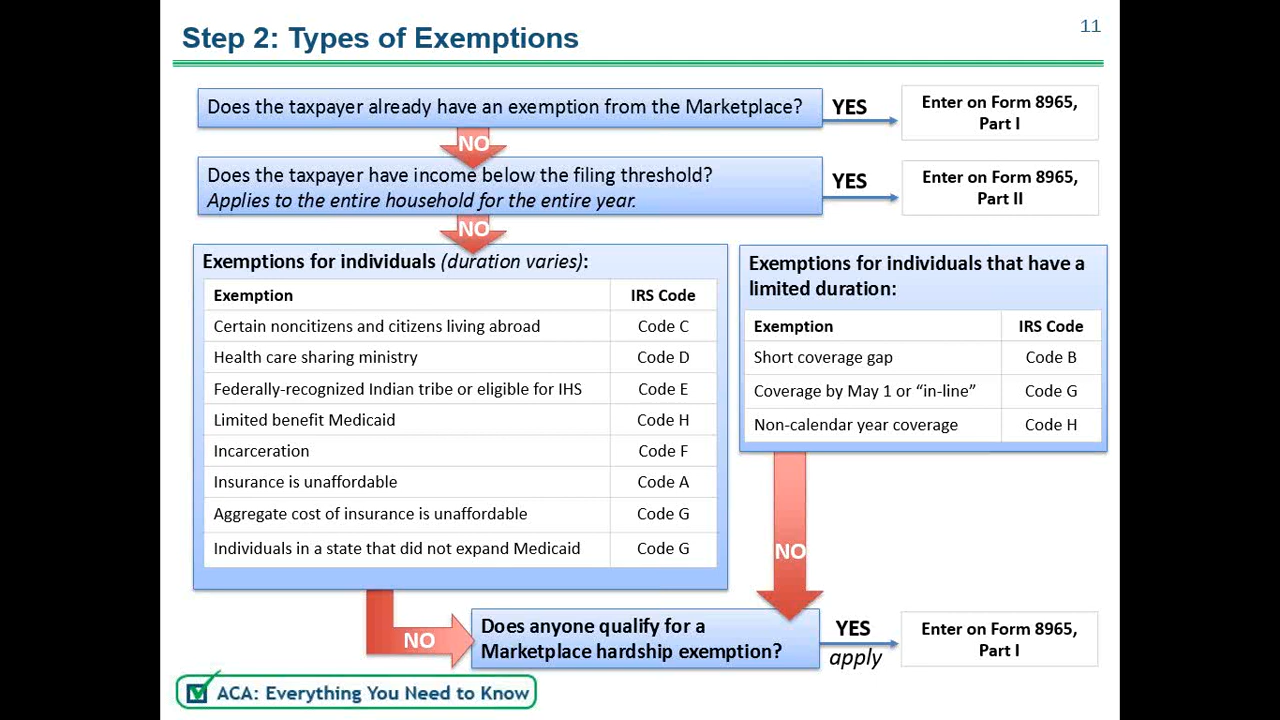 11
Step 2: Types of Exemptions
Does the taxpayer already have an exemption from the Marketplace?
YES
Enter on Form 8965,
Part I
NO
Does the taxpayer have income below the filing threshold?
Applies to the entire household for the entire year.
YES
Enter on Form 8965,
Part II
NO
Exemptions for individuals (duration varies):
Exemption IRS Code
Certain noncitizens and citizens living abroad Code C
Health care sharing ministry Code D
Federally-recognized Indian tribe or eligible for IHS Code E
Limited benefit Medicaid Code H
Incarceration Code F
Insurance is unaffordable Code A
Aggregate cost of insurance is unaffordable Code G
Individuals in a state that did not expand Medicaid Code G
Exemptions for individuals that have a
limited duration:
Exemption IRS Code
Short coverage gap Code B
Coverage by May 1 or “in-line” Code G
Non-calendar year coverage Code H
NO
NO
Does anyone qualify for a
Marketplace hardship exemption?
YES
apply
Enter on Form 8965,
Part I
ACA: Everything You Need to Know